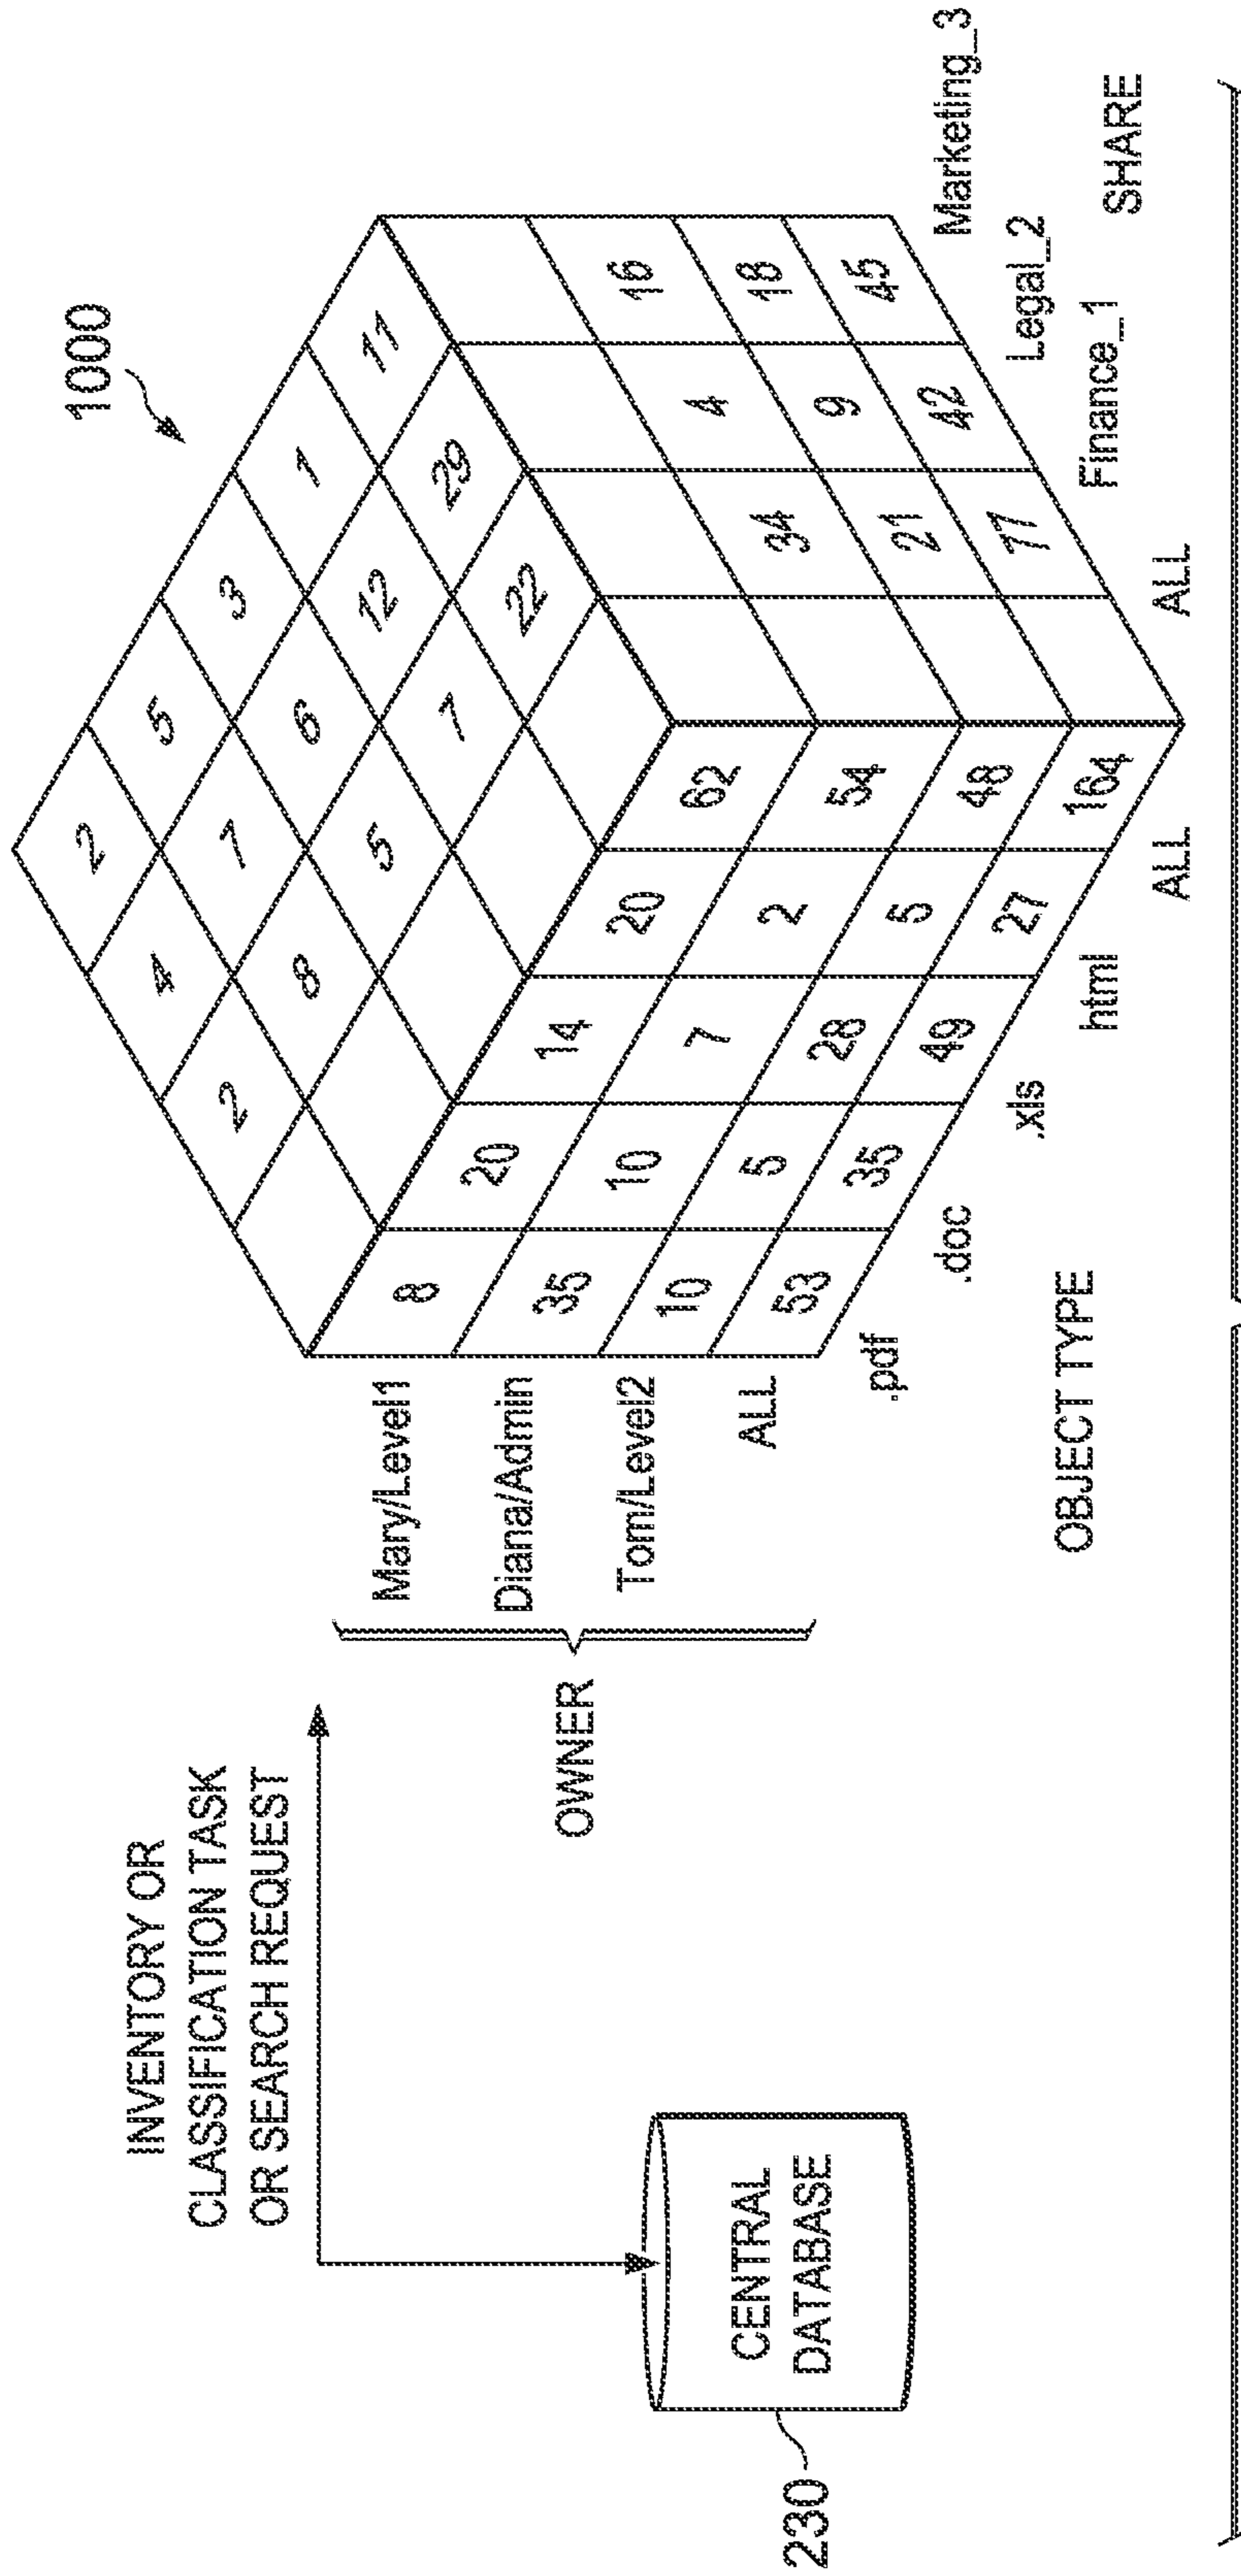 1000
INVENTORY OR
CLASSIFICATION TASK
OR SEARCH REQUEST
2
4 5
2 7 3
8 6 1
5 12 11
7 29
22
Mary/Level1
Diana/Admin
Tom/Level2
ALL
OWNER
8 20 14 20 62
35 10 7 2 54 34 4 16
10 5 28 5 48 21 9 18
53 35 49 27 164 77 42 45
.pdf
.doc
.xls
html
ALL
ALL
Finance_1
Legal_2
Marketing_3
OBJECT TYPE
SHARE
CENTRAL
DATABASE
230